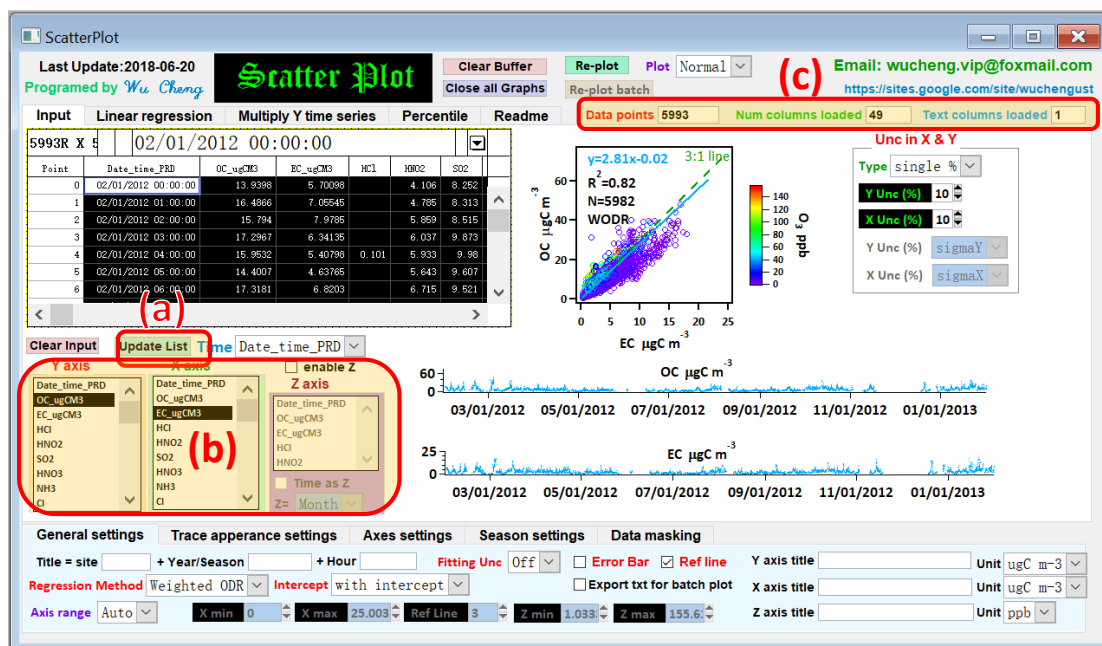 ScatterPlot
Last Update:2018-06-20
Programed by Wu Cheng
Scatter Plot
Clear Buffer
Close all Graphs
Re-plot
Plot Normal
Re-plot batch
(c)
Email: wucheng.vip@foxmail.com
https://sites.google.com/site/wuchengust
Input Linear regression Multiply Y time series Percentile Readme
Data points 5993 Num columns loaded 49 Text columns loaded 1
5993R X 5 02/01/2012 00:00:00
Point Date_time_PRD OC_ugCM3 EC_ugCM3 HCl HNO2 SO2
0 02/01/2012 00:00:00 13.9398 5.70098 4.106 8.252
1 02/01/2012 01:00:00 16.4866 7.05545 4.785 8.313
2 02/01/2012 02:00:00 15.794 7.9785 5.859 8.515
3 02/01/2012 03:00:00 17.2967 6.34135 6.037 9.873
4 02/01/2012 04:00:00 15.9532 5.40798 0.101 5.933 9.98
5 02/01/2012 05:00:00 14.4007 4.63765 5.643 9.607
6 02/01/2012 06:00:00 17.3181 6.8203 6.715 9.521
(a)
y=2.81x-0.02 3:1 line
R2=0.82
N=5982
WODR
OC µgC m-3
60
40
20
0
0 5 10 15 20 25
EC µgC m-3
140
120
100
80
60
40
20
0
O3 ppb
Unc in X & Y
Type single %
Y Unc (%) 10
X Unc (%) 10
Y Unc (%) sigmaY
X Unc (%) sigmaX
Clear Input Update List Time Date_time_PRD
Y axis
Date_time_PRD
OC_ugCM3
EC_ugCM3
HCl
HNO2
SO2
HNO3
NH3
Cl
X axis
Date_time_PRD
OC_ugCM3
EC_ugCM3
HCl
HNO2
SO2
HNO3
NH3
Cl
(b)
enable Z
Z axis
Date_time_PRD
OC_ugCM3
EC_ugCM3
HCl
HNO2
Time as Z
Z= Month
OC µgC m-3
60
0
03/01/2012 05/01/2012 07/01/2012 09/01/2012 11/01/2012 01/01/2013
EC µgC m-3
25
0
03/01/2012 05/01/2012 07/01/2012 09/01/2012 11/01/2012 01/01/2013
General settings Trace apperance settings Axes settings Season settings Data masking
Title = site + Year/Season + Hour Fitting Unc Off Error Bar Ref line Y axis title Unit ugC m-3
Regression Method Weighted ODR Intercept with intercept Export txt for batch plot X axis title Unit ugC m-3
Axis range Auto X min 0 X max 25.003 Ref Line 3 Z min 1.033 Z max 155.6 Z axis title Unit ppb